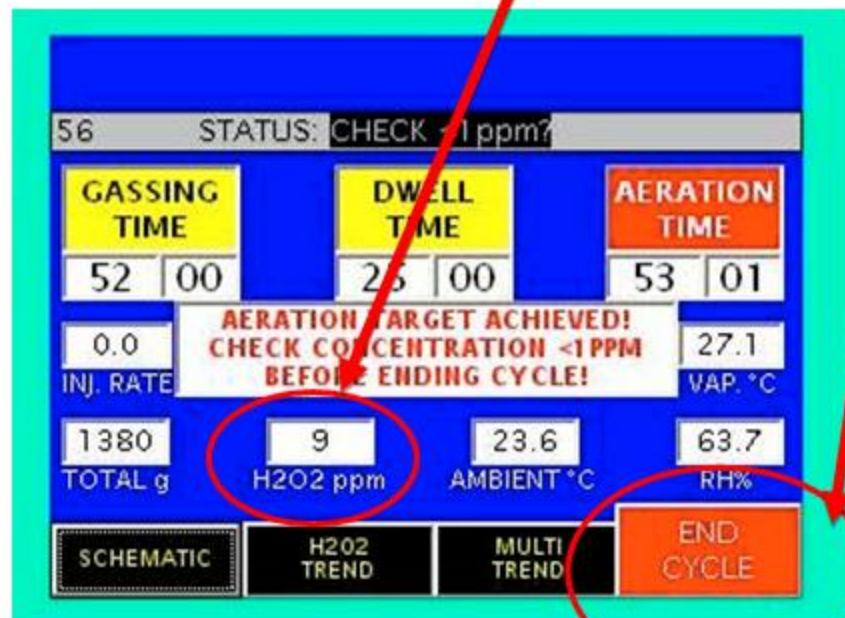 56 STATUS: CHECK <1 ppm?
GASSING TIME
DWELL TIME
AERATION TIME
52 00
00
53 01
AERATION TARGET ACHIEVED!
CHECK CONCENTRATION <1 PPM
BEFORE ENDING CYCLE!
0.0
INJ. RATE
27.1
VAP. °C
1380
TOTAL g
9
H2O2 ppm
23.6
AMBIENT °C
63.7
RH%
SCHEMATIC
H2O2 TREND
MULTI TREND
END CYCLE